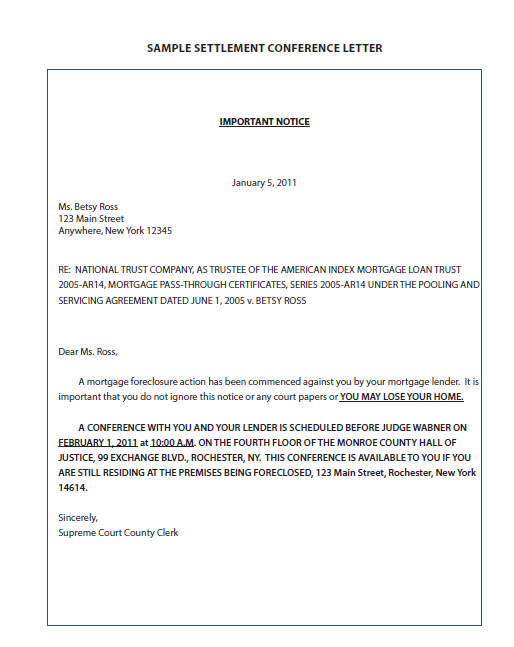 SAMPLE SETTLEMENT CONFERENCE LETTER
IMPORTANT NOTICE
January 5, 2011
Ms. Betsy Ross
123 Main Street
Anywhere, New York 12345
RE: NATIONAL TRUST COMPANY, AS TRUSTEE OF THE AMERICAN INDEX MORTGAGE LOAN TRUST
2005-AR14, MORTGAGE PASS-THROUGH CERTIFICATES, SERIES 2005-AR14 UNDER THE POOLING AND
SERVICING AGREEMENT DATED JUNE 1, 2005 v. BETSY ROSS
Dear Ms. Ross,
A mortgage foreclosure action has been commenced against you by your mortgage lender. It is
important that you do not ignore this notice or any court papers or YOU MAY LOSE YOUR HOME.
A CONFERENCE WITH YOU AND YOUR LENDER IS SCHEDULED BEFORE JUDGE WABNER ON
FEBRUARY 1, 2011 at 10:00 A.M. ON THE FOURTH FLOOR OF THE MONROE COUNTY HALL OF
JUSTICE, 99 EXCHANGE BLVD., ROCHESTER, NY. THIS CONFERENCE IS AVAILABLE TO YOU IF YOU
ARE STILL RESIDING AT THE PREMISES BEING FORECLOSED, 123 Main Street, Rochester, New York
14614.
Sincerely,
Supreme Court County Clerk